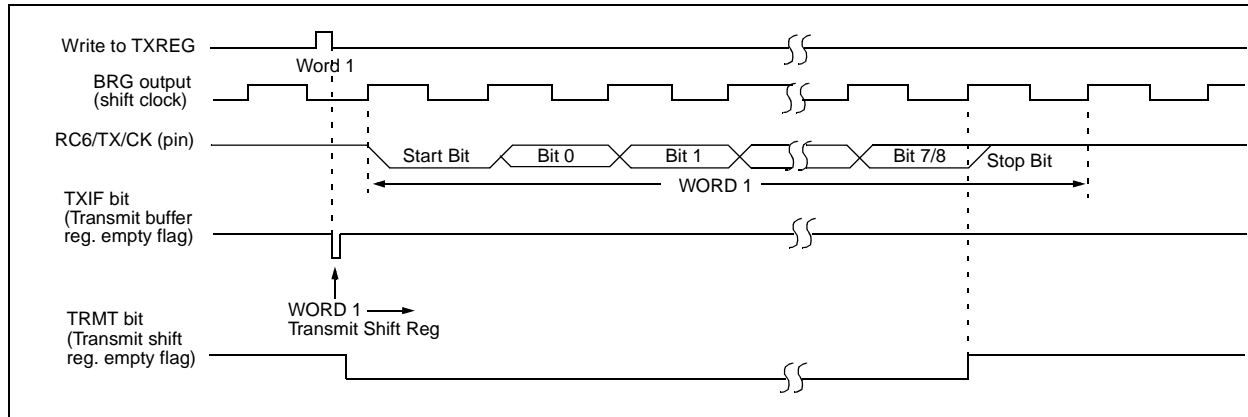 Write to TXREG
Word 1
BRG output
(shift clock)
RC6/TX/CK (pin)
Start Bit
Bit 0
Bit 1
Bit 7/8
Stop Bit
WORD 1
TXIF bit
(Transmit buffer
reg. empty flag)
WORD 1
Transmit Shift Reg
TRMT bit
(Transmit shift
reg. empty flag)